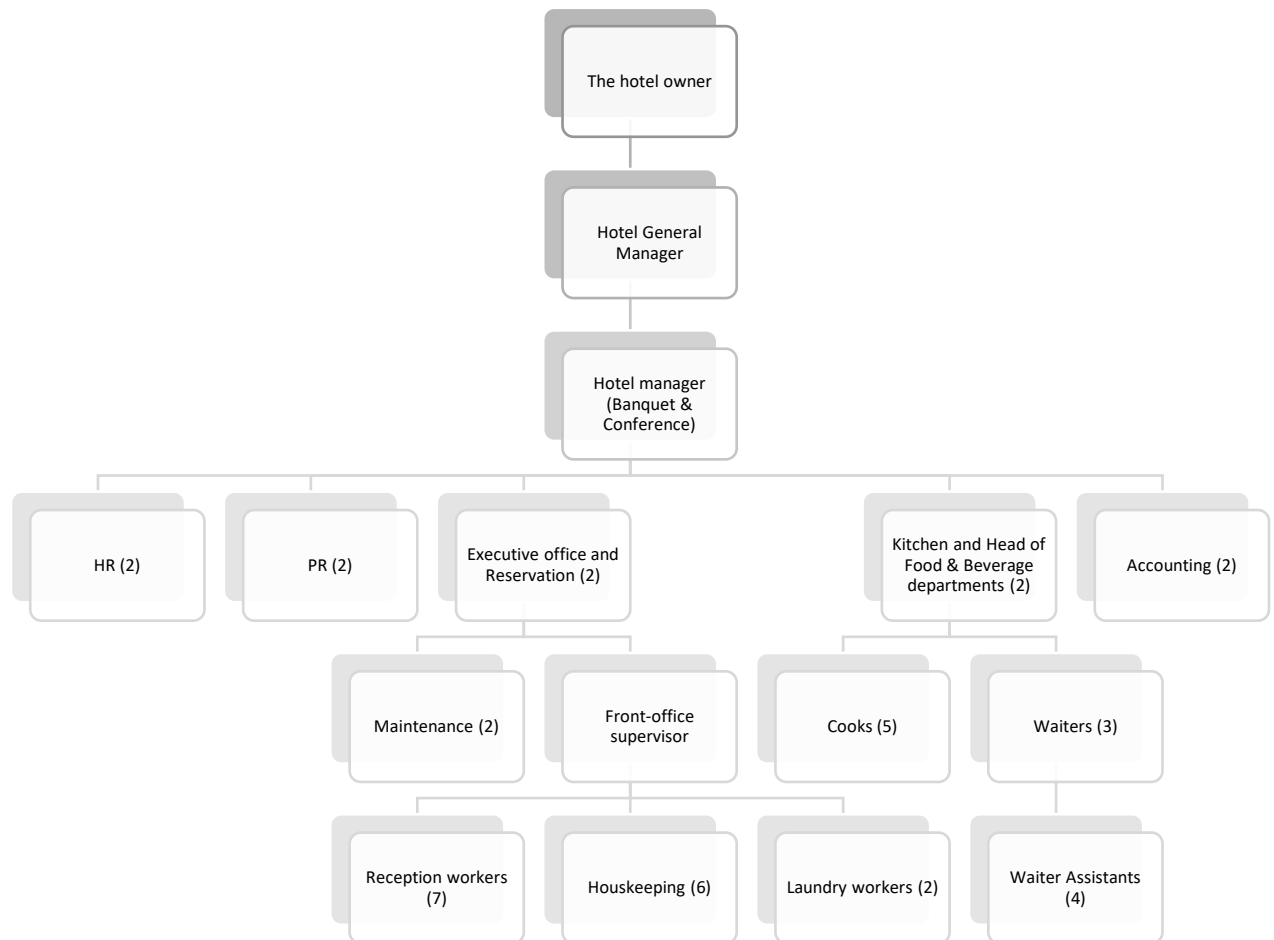 The hotel owner
Hotel General
Manager
Hotel manager
(Banquet &
Conference)
HR (2)
PR (2)
Executive office and
Reservation (2)
Kitchen and Head of
Food & Beverage
departments (2)
Accounting (2)
Maintenance (2)
Front-office
supervisor
Cooks (5)
Waiters (3)
Reception workers
(7)
Houskeeping (6)
Laundry workers (2)
Waiter Assistants
(4)